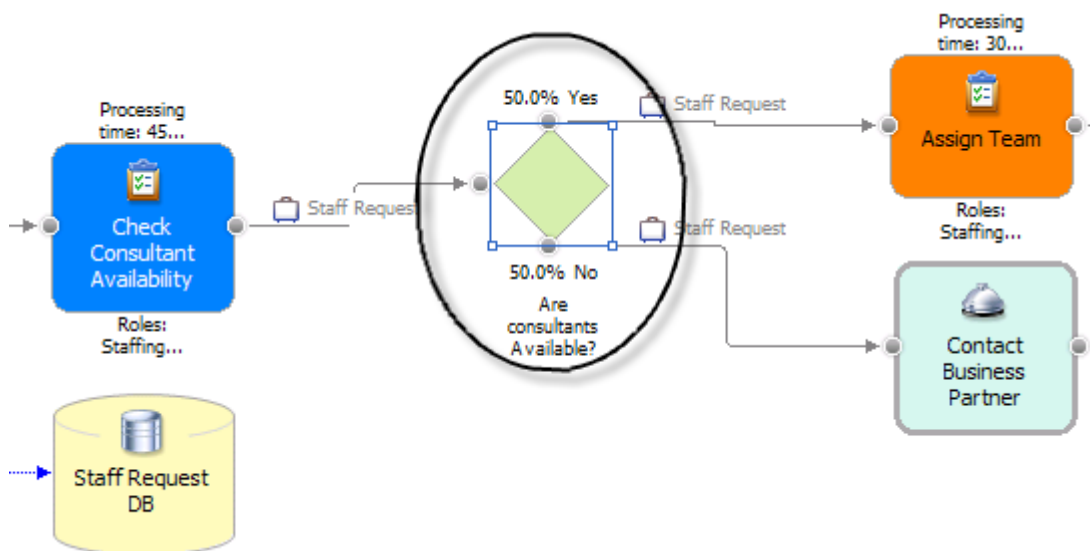 Processing
time: 45...
Check
Consultant
Availability
Roles:
Staffing...
Staff Request
DB
Staff Request
50.0% Yes
50.0% No
Are
consultants
Available?
Staff Request
Staff Request
Processing
time: 30...
Assign Team
Roles:
Staffing...
Contact
Business
Partner